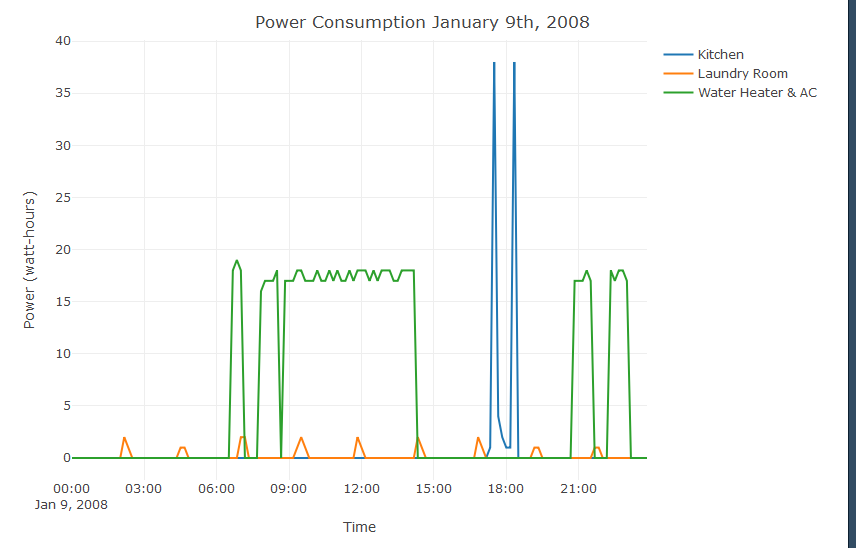 Power Consumption January 9th, 2008
40
35
30
25
20
15
10
5
0
Power (watt-hours)
00:00 03:00 06:00 09:00 12:00 15:00 18:00 21:00
Jan 9, 2008
Time
Kitchen
Laundry Room
Water Heater & AC